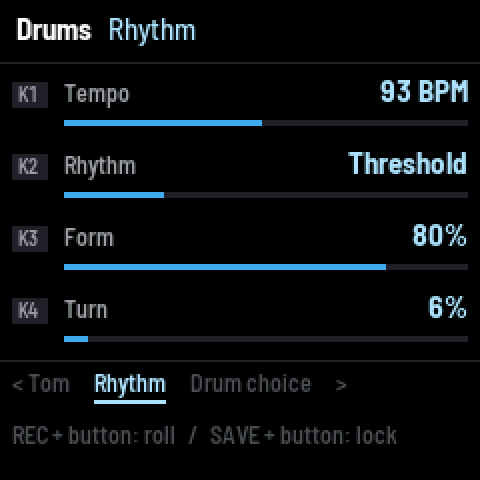 Drums Rhythm
K1 Tempo 93 BPM
K2 Rhythm Threshold
K3 Form 80%
K4 Turn 6%
< Tom Rhythm Drum choice >
REC + button: roll / SAVE + button: lock